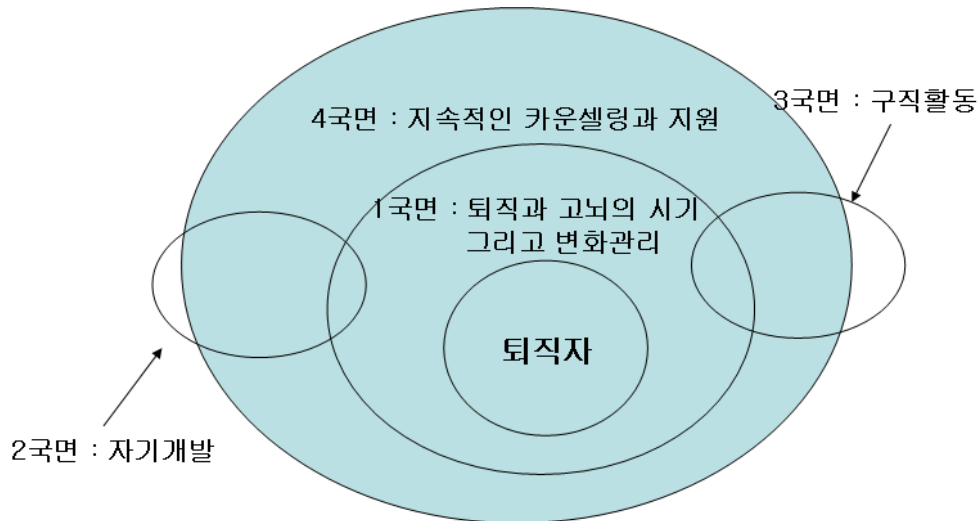 3국면 : 구직활동
4국면 : 지속적인 카운셀링과 지원
1국면 : 퇴직과 고뇌의 시기
그리고 변화관리
퇴직자
2국면 : 자기개발